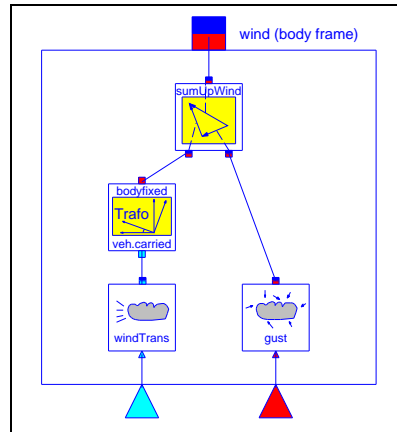 wind (body frame)
sumUpWind
bodyfixed
Trafo
veh.carried
windTrans
gust